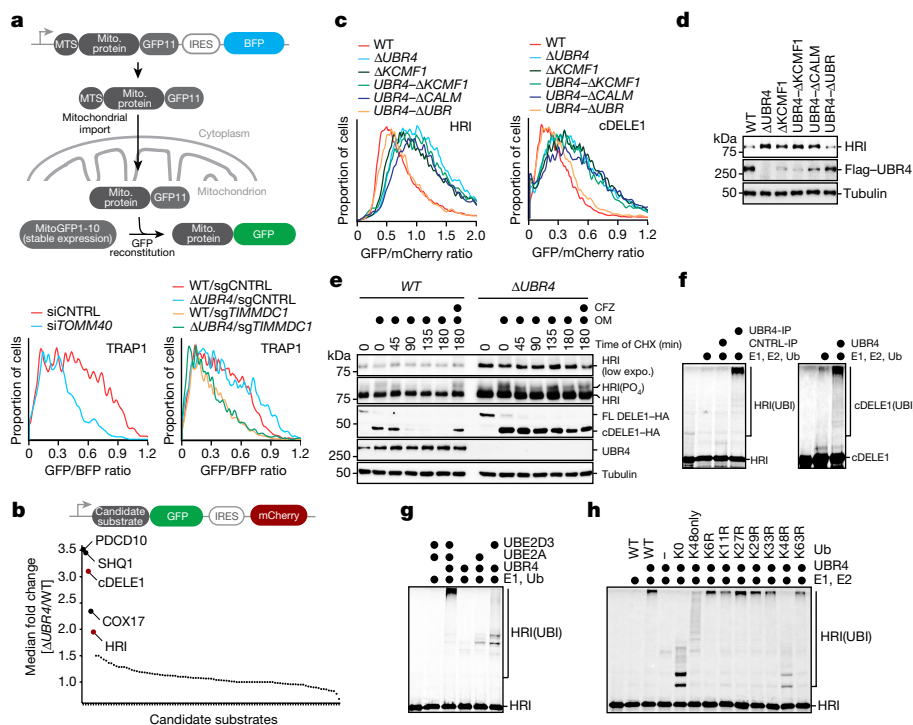 a
MTS
Mito. protein
GFP11
IRES
BFP
MTS
Mito. protein
GFP11
Mitochondrial import
Cytoplasm
Mito. protein
GFP11
Mitochondrion
MitoGFP1-10 (stable expression)
GFP reconstitution
Mito. protein
GFP
siCNTRL
siTOMM40
TRAP1
Proportion of cells
0 0.3 0.6 0.9 1.2
GFP/BFP ratio
WT/sgCNTRL
ΔUBR4/sgCNTRL
WT/sgTIMMDC1
ΔUBR4/sgTIMMDC1
TRAP1
Proportion of cells
0 0.3 0.6 0.9 1.2
GFP/BFP ratio
b
Candidate substrate
GFP
IRES
mCherry
3.5
3.0
2.5
2.0
1.5
1.0
Median fold change [ΔUBR4/WT]
PDCD10
SHQ1
cDELE1
COX17
HRI
Candidate substrates
c
WT
ΔUBR4
ΔKCMF1
UBR4–ΔKCMF1
UBR4–ΔCALM
UBR4–ΔUBR
HRI
Proportion of cells
0 0.5 1.0 1.5 2.0
GFP/mCherry ratio
WT
ΔUBR4
ΔKCMF1
UBR4–ΔKCMF1
UBR4–ΔCALM
UBR4–ΔUBR
cDELE1
Proportion of cells
0 0.3 0.6 0.9 1.2
GFP/mCherry ratio
d
WT
ΔUBR4
ΔKCMF1
UBR4–ΔKCMF1
UBR4–ΔCALM
UBR4–ΔUBR
kDa
75
HRI
250
Flag–UBR4
50
Tubulin
e
WT ΔUBR4
CFZ
OM
45 90 135 180 180 45 90 135 180 180
Time of CHX (min)
kDa
75
HRI (low expo.)
75
HRI(PO4)
HRI
75
50
FL DELE1–HA
cDELE1–HA
250
UBR4
50
Tubulin
f
UBR4-IP
CNTRL-IP
E1, E2, Ub
HRI(UBI)
HRI
UBR4
E1, E2, Ub
cDELE1(UBI
cDELE1
g
UBE2D3
UBE2A
UBR4
E1, Ub
HRI(UBI)
HRI
h
WT WT – K0 K48only K6R K11R K27R K29R K33R K48R K63R
Ub
UBR4
E1, E2
HRI(UBI)
HRI